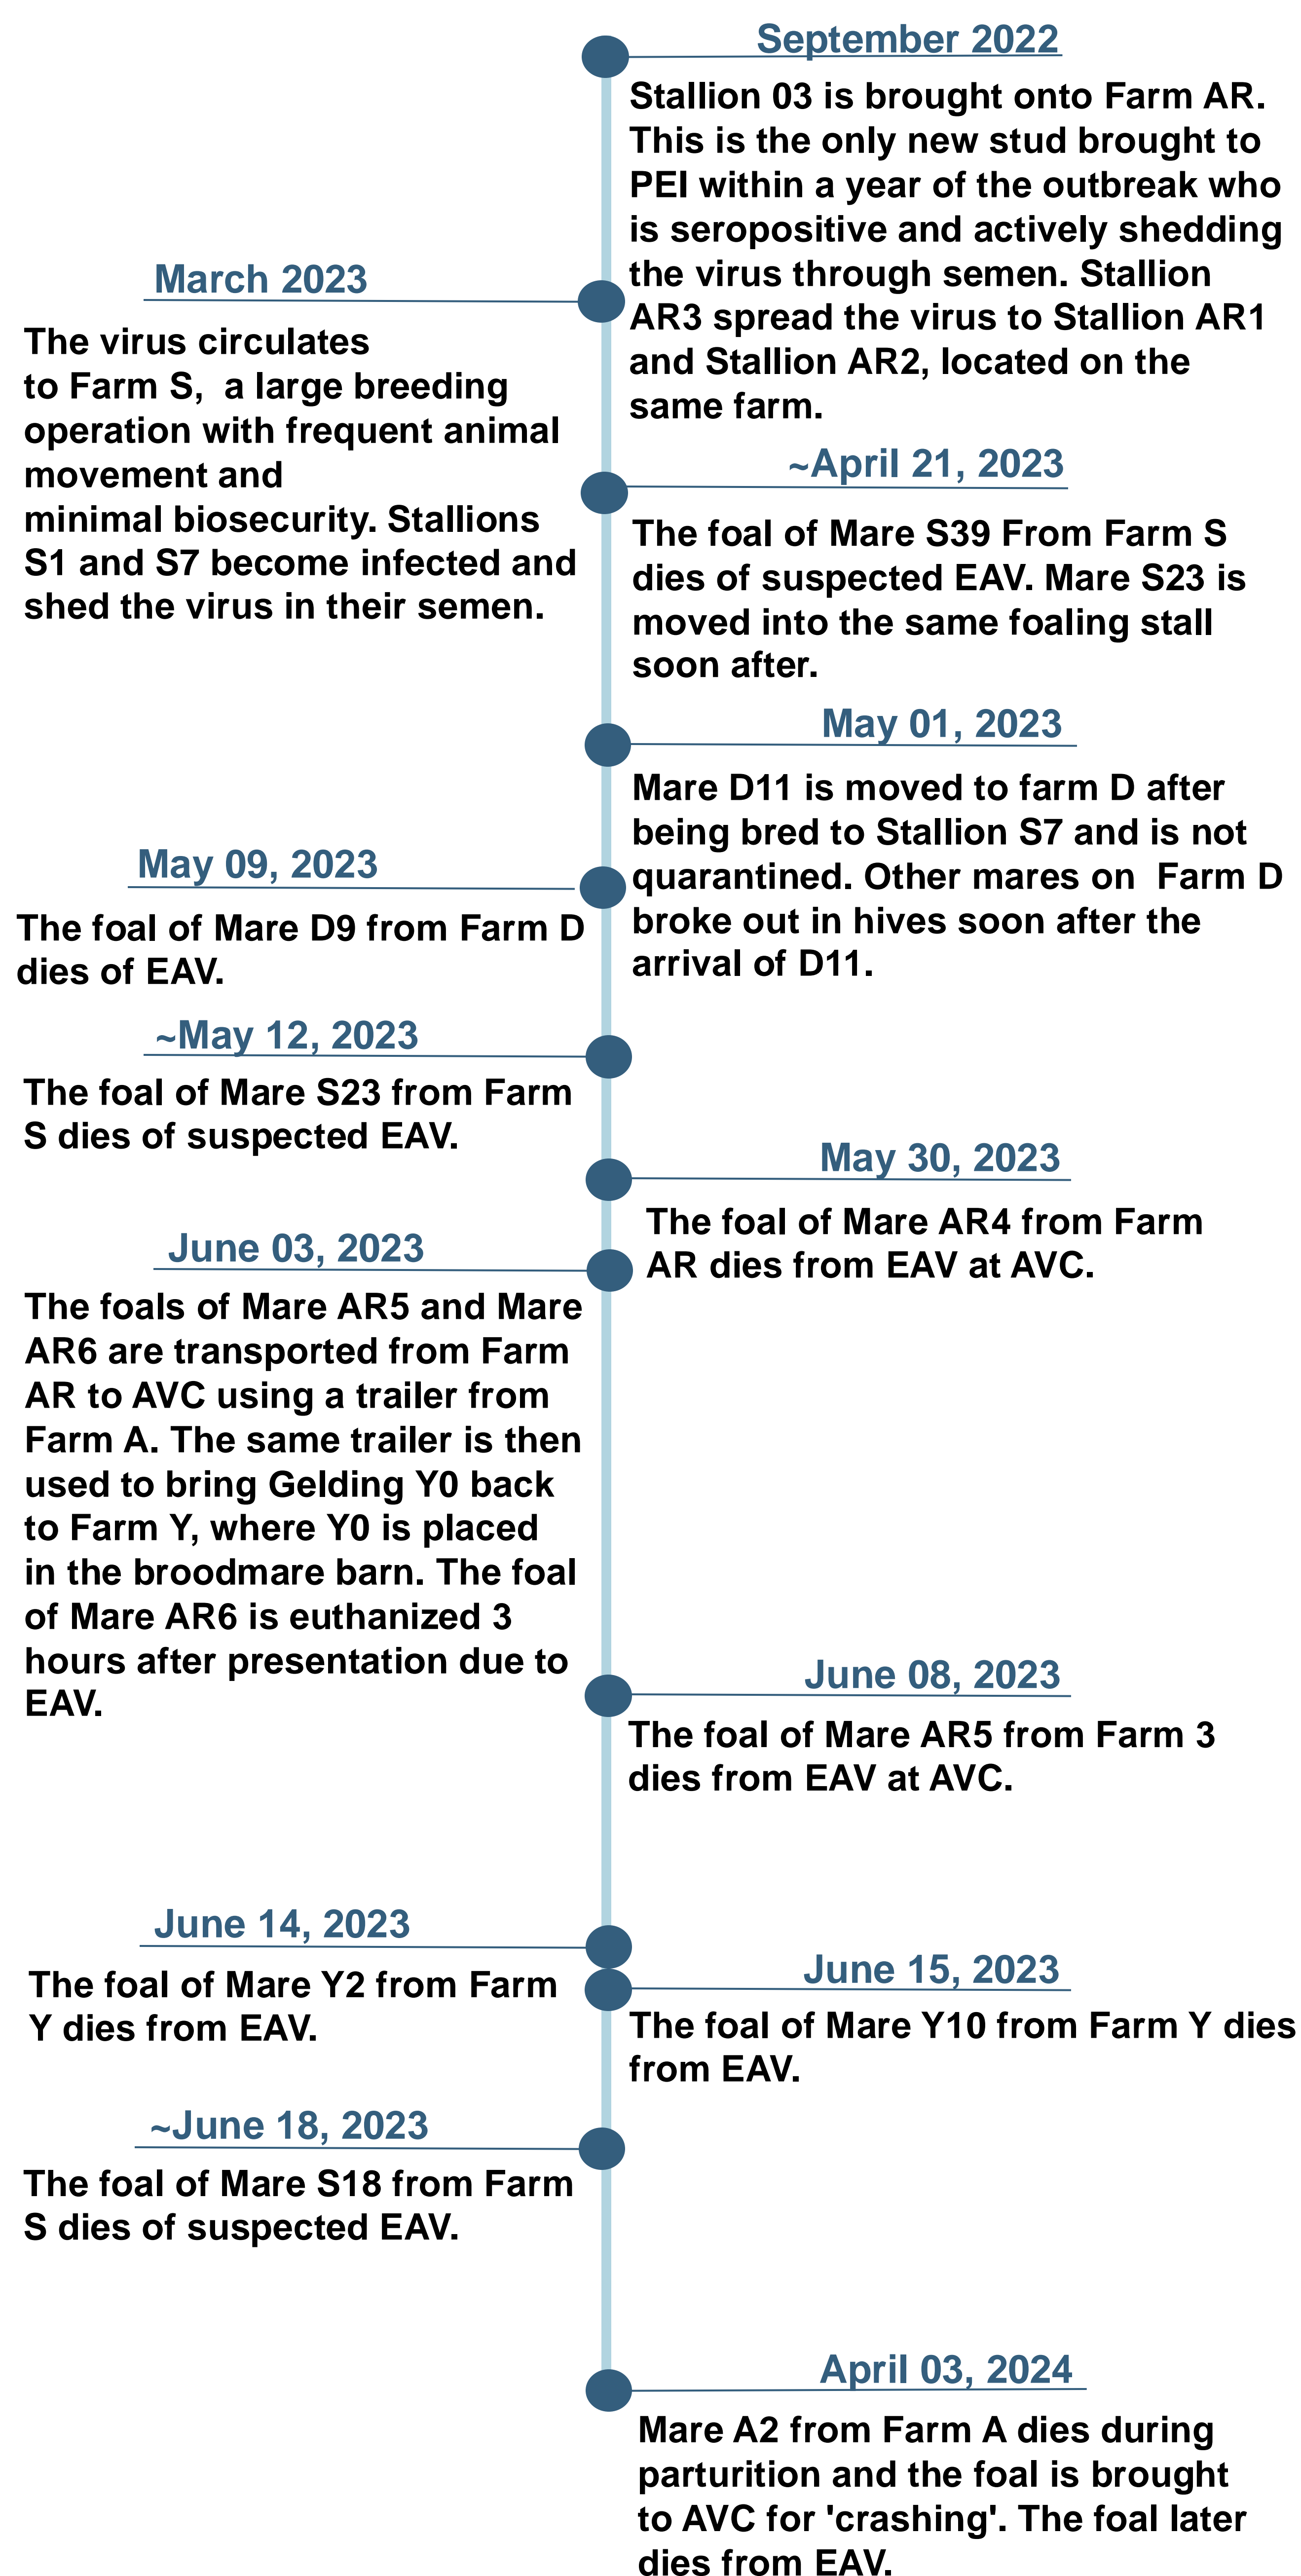 September 2022
Stallion 03 is brought onto Farm AR.
This is the only new stud brought to
PEI within a year of the outbreak who
is seropositive and actively shedding
the virus through semen. Stallion
AR3 spread the virus to Stallion AR1
and Stallion AR2, located on the
same farm.
March 2023
The virus circulates
to Farm S,  a large breeding
operation with frequent animal
movement and
minimal biosecurity. Stallions
S1 and S7 become infected and
shed the virus in their semen.
~April 21, 2023
The foal of Mare S39 From Farm S
dies of suspected EAV. Mare S23 is
moved into the same foaling stall
soon after.
May 01, 2023
Mare D11 is moved to farm D after
being bred to Stallion S7 and is not
quarantined. Other mares on  Farm D
broke out in hives soon after the
arrival of D11.
May 09, 2023
The foal of Mare D9 from Farm D
dies of EAV.
~May 12, 2023
The foal of Mare S23 from Farm
S dies of suspected EAV.
May 30, 2023
The foal of Mare AR4 from Farm
AR dies from EAV at AVC.
June 03, 2023
The foals of Mare AR5 and Mare
AR6 are transported from Farm
AR to AVC using a trailer from
Farm A. The same trailer is then
used to bring Gelding Y0 back
to Farm Y, where Y0 is placed
in the broodmare barn. The foal
of Mare AR6 is euthanized 3
hours after presentation due to
EAV.
June 08, 2023
The foal of Mare AR5 from Farm 3
dies from EAV at AVC.
June 14, 2023
The foal of Mare Y2 from Farm
Y dies from EAV.
June 15, 2023
The foal of Mare Y10 from Farm Y dies
from EAV.
~June 18, 2023
The foal of Mare S18 from Farm
S dies of suspected EAV.
April 03, 2024
Mare A2 from Farm A dies during
parturition and the foal is brought
to AVC for 'crashing'. The foal later
dies from EAV.